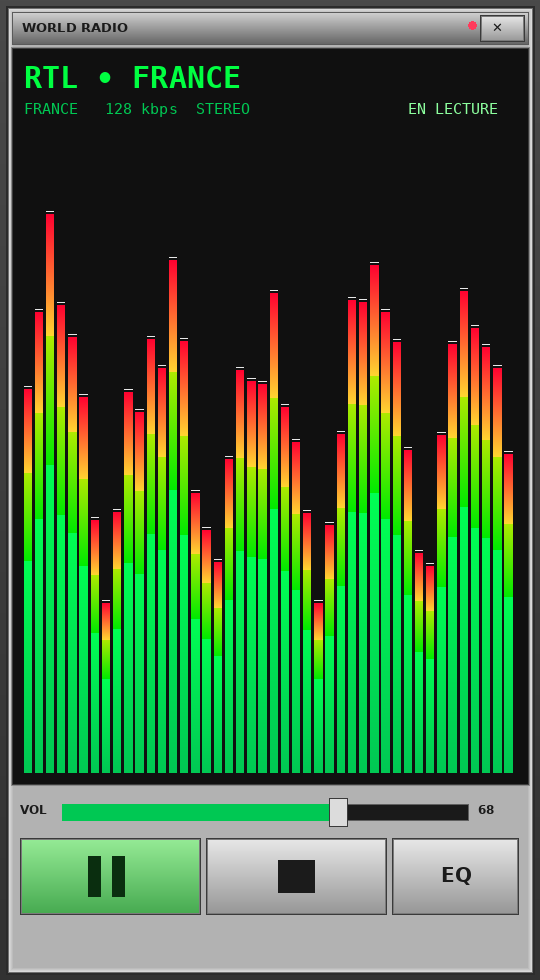 WORLD RADIO ✕
RTL • FRANCE
FRANCE 128 kbps STEREO EN LECTURE
VOL 68
EQ